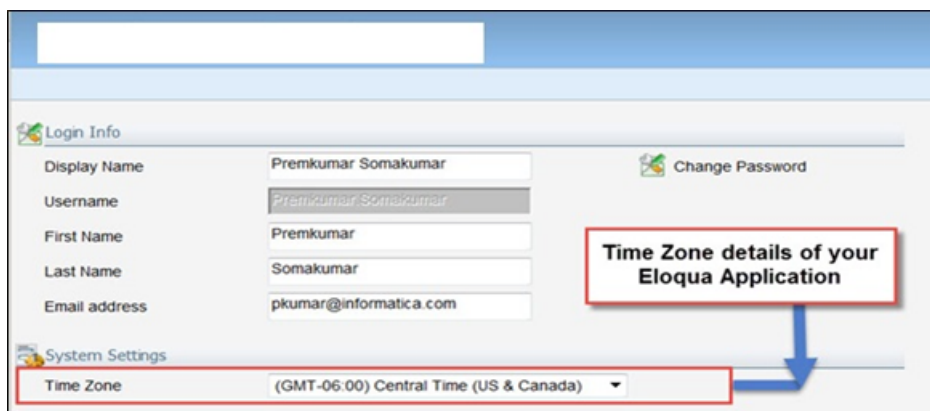 Login Info
Display Name Premkumar Somakumar Change Password
Username Premkumar.Somakumar
First Name Premkumar
Last Name Somakumar
Email address pkumar@informatica.com
Time Zone details of your
Eloqua Application
System Settings
Time Zone (GMT-06:00) Central Time (US & Canada)